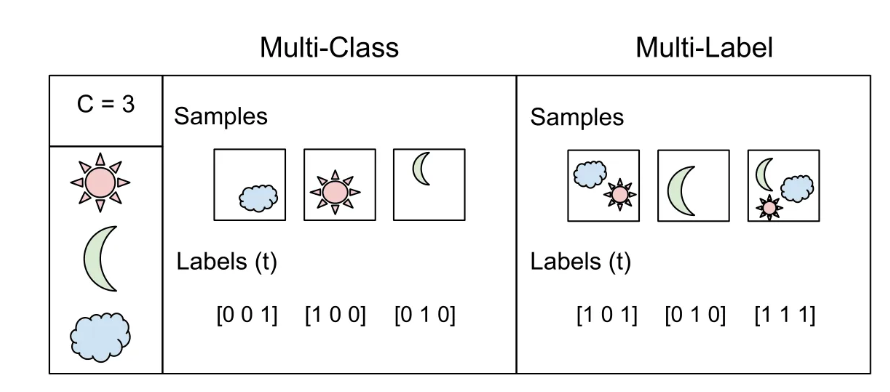 Multi-Class
Multi-Label
C = 3
Samples
Labels (t)
[0 0 1] [1 0 0] [0 1 0]
Samples
Labels (t)
[1 0 1] [0 1 0] [1 1 1]